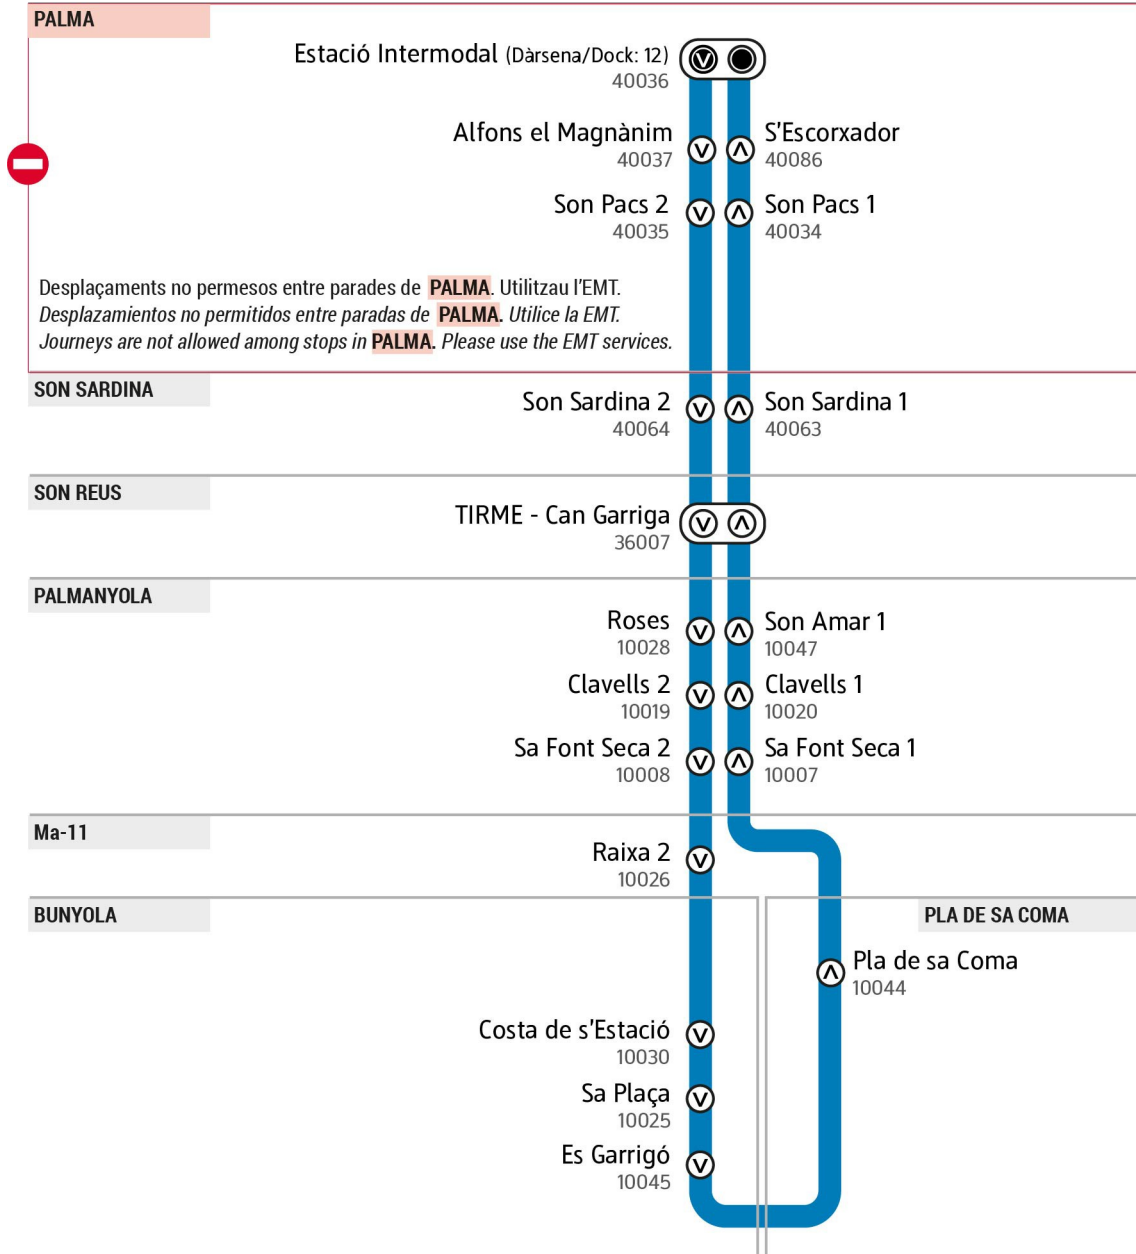 PALMA
Estació Intermodal (Dàrsena/Dock: 12)
40036
Alfons el Magnànim
40037
S'Escorxador
40086
Son Pacs 2
40035
Son Pacs 1
40034
Desplaçaments no permesos entre parades de PALMA. Utilitzau l'EMT.
Desplazamientos no permitidos entre paradas de PALMA. Utilice la EMT.
Journeys are not allowed among stops in PALMA. Please use the EMT services.
SON SARDINA
Son Sardina 2
40064
Son Sardina 1
40063
SON REUS
TIRME - Can Garriga
36007
PALMANYOLA
Roses
10028
Son Amar 1
10047
Clavells 2
10019
Clavells 1
10020
Sa Font Seca 2
10008
Sa Font Seca 1
10007
Ma-11
Raixa 2
10026
BUNYOLA
PLA DE SA COMA
Pla de sa Coma
10044
Costa de s'Estació
10030
Sa Plaça
10025
Es Garrigó
10045